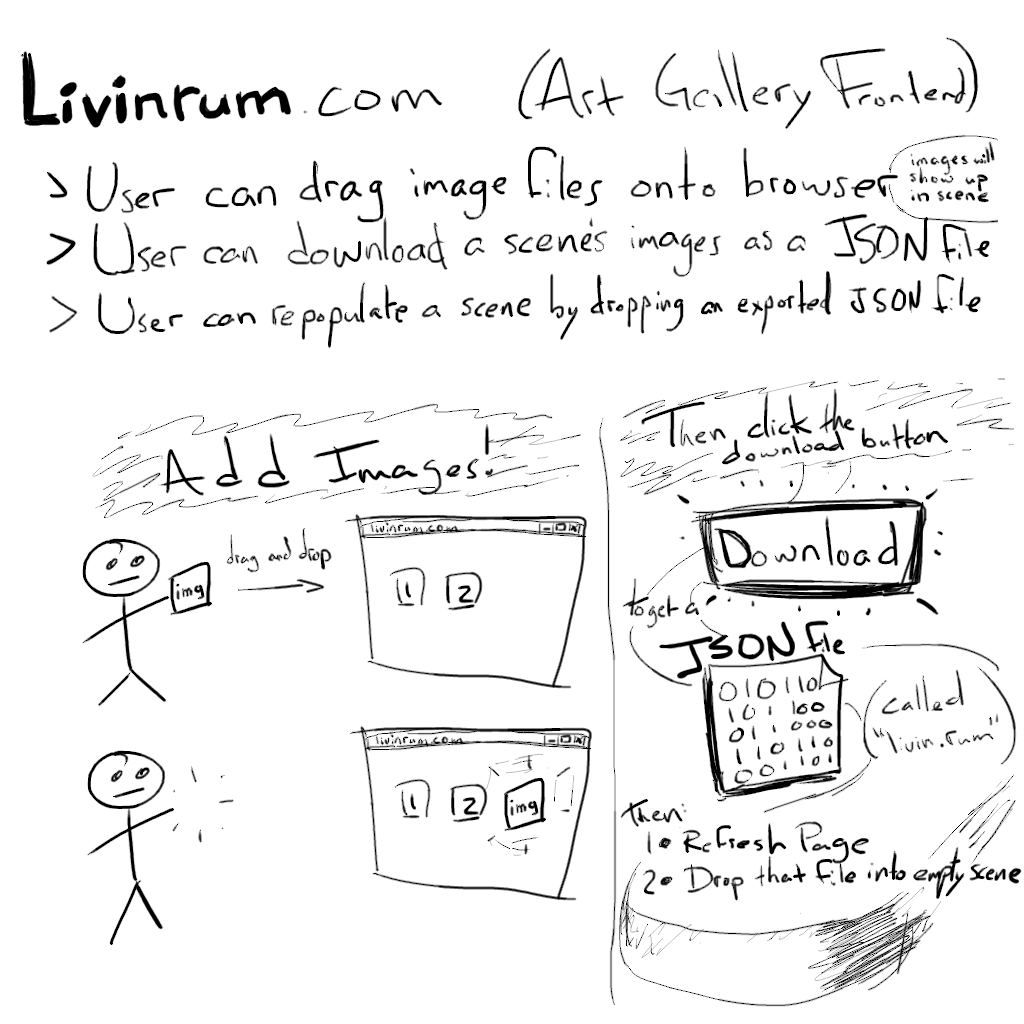 Livinrum.com (Art Gallery Frontend)
> User can drag image files onto browser
images will
show up
in scene
> User can download a scene's images as a JSON file
> User can repopulate a scene by dropping an exported JSON file
Add Images!
img
drag and drop
livinrum.com
1 2
livinrum.com
1 2 img
Then click the
download button
Download
to get a
JSON file
010110
101 100
011 000
110110
001101
called
"livin.rum"
then:
1. Refresh Page
2. Drop that file into empty scene